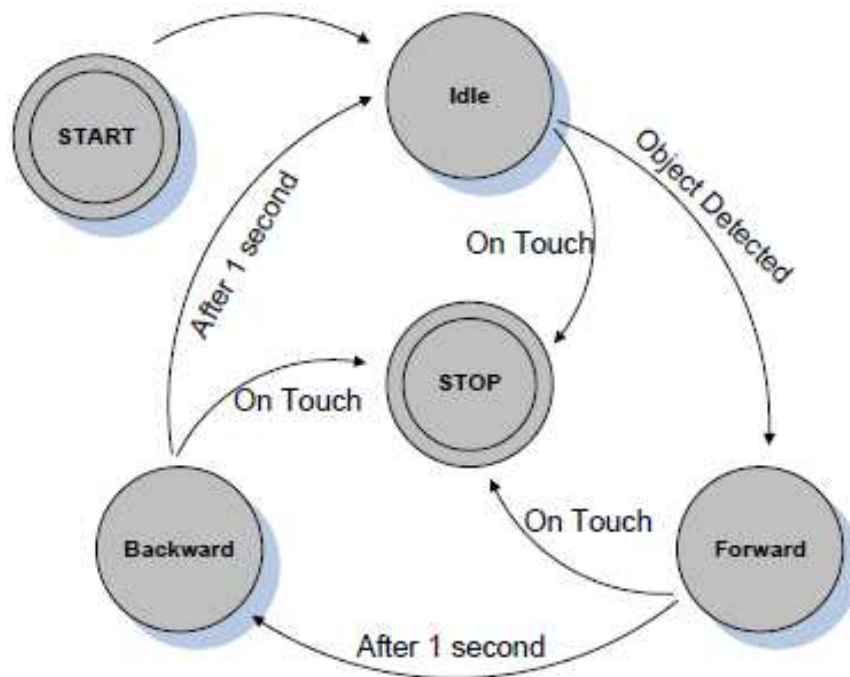 Idle
START
Object Detected
On Touch
After 1 second
STOP
On Touch
On Touch
Backward
Forward
After 1 second